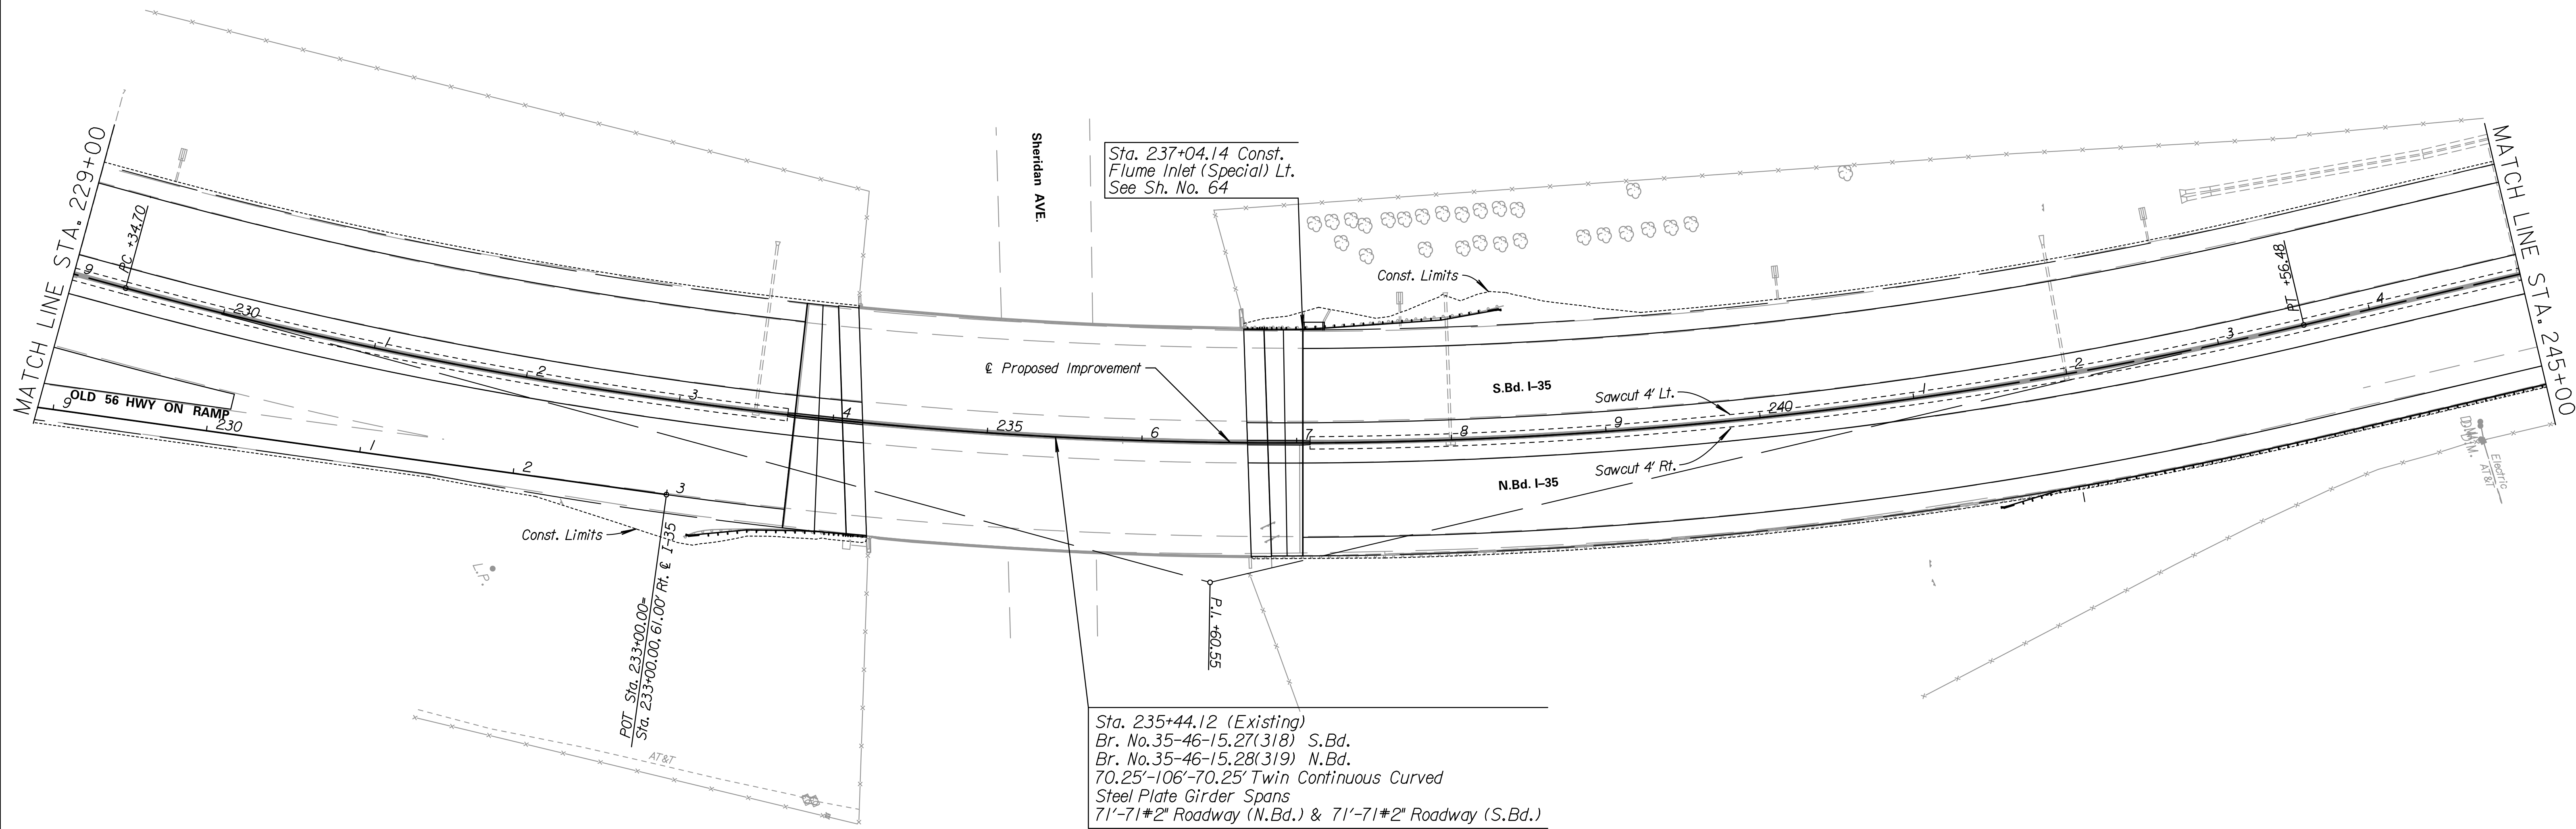 MATCH LINE STA. 229+00
PC +34.70
9
230
1
2
3
4
235
6
7
8
9
240
1
2
3
4
PT +56.48
MATCH LINE STA. 245+00
OLD 56 HWY ON RAMP
9
230
1
2
3
Const. Limits
L.P.
POT Sta. 233+00.00=
Sta. 233+00.00, 61.00' Rt. ℄ I-35
AT&T
Sheridan AVE.
Sta. 237+04.14 Const.
Flume Inlet (Special) Lt.
See Sh. No. 64
℄ Proposed Improvement
Const. Limits
S.Bd. I-35
Sawcut 4' Lt.
Sawcut 4' Rt.
N.Bd. I-35
P.I. +60.55
1
Electric
AT&T
Sta. 235+44.12 (Existing)
Br. No.35-46-15.27(318) S.Bd.
Br. No.35-46-15.28(319) N.Bd.
70.25'-106'-70.25' Twin Continuous Curved
Steel Plate Girder Spans
71'-71#2" Roadway (N.Bd.) & 71'-71#2" Roadway (S.Bd.)